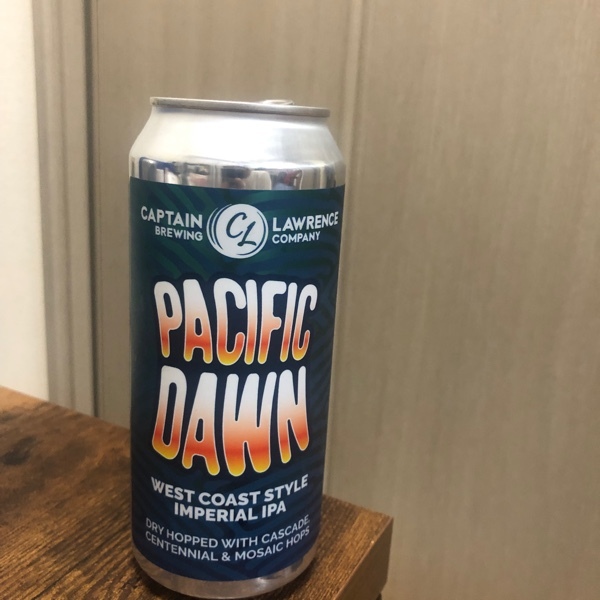 CAPTAIN CL LAWRENCE
BREWING COMPANY
PACIFIC
DAWN
WEST COAST STYLE
IMPERIAL IPA
DRY HOPPED WITH CASCADE,
CENTENNIAL & MOSAIC HOPS